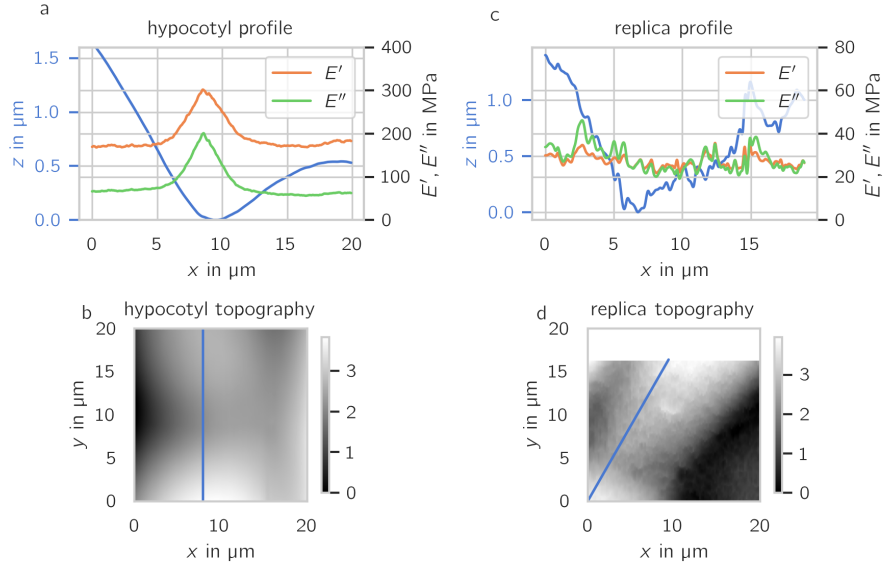 a
hypocotyl profile
1.5
1.0
0.5
0.0
z in µm
400
300
200
100
0
E′, E″ in MPa
E′
E″
0
5
10
15
20
x in µm
c
replica profile
1.0
0.5
0.0
z in µm
80
60
40
20
0
E′, E″ in MPa
E′
E″
0
5
10
15
x in µm
b
hypocotyl topography
20
15
10
5
0
y in µm
0
10
20
x in µm
3
2
1
0
d
replica topography
20
15
10
5
0
y in µm
0
10
20
x in µm
3
2
1
0